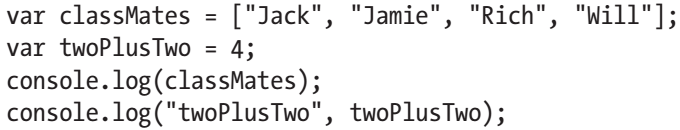 var classMates = ["Jack", "Jamie", "Rich", "Will"];
var twoPlusTwo = 4;
console.log(classMates);
console.log("twoPlusTwo", twoPlusTwo);